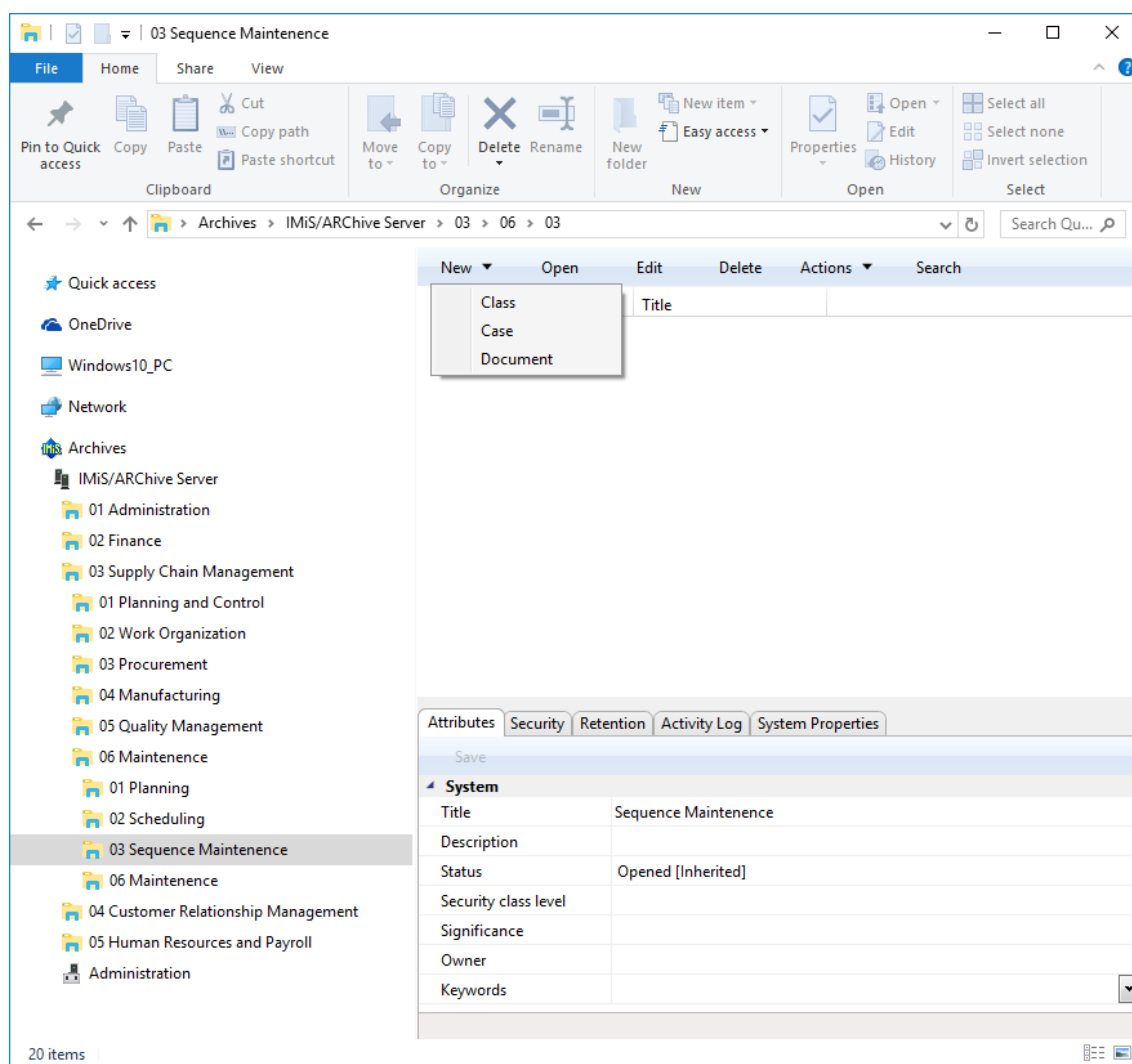 03 Sequence Maintenence
File Home Share View
Pin to Quick access
Copy
Paste
Cut
Copy path
Paste shortcut
Clipboard
Move to
Copy to
Delete
Rename
Organize
New folder
New item
Easy access
New
Properties
Open
Edit
History
Open
Select all
Select none
Invert selection
Select
Archives > IMiS/ARChive Server > 03 > 06 > 03
Search Qu...
Quick access
OneDrive
Windows10_PC
Network
Archives
IMiS/ARChive Server
01 Administration
02 Finance
03 Supply Chain Management
01 Planning and Control
02 Work Organization
03 Procurement
04 Manufacturing
05 Quality Management
06 Maintenence
01 Planning
02 Scheduling
03 Sequence Maintenence
06 Maintenence
04 Customer Relationship Management
05 Human Resources and Payroll
Administration
New Open Edit Delete Actions Search
Class
Case
Document
Title
Attributes Security Retention Activity Log System Properties
Save
System
Title Sequence Maintenence
Description
Status Opened [Inherited]
Security class level
Significance
Owner
Keywords
20 items